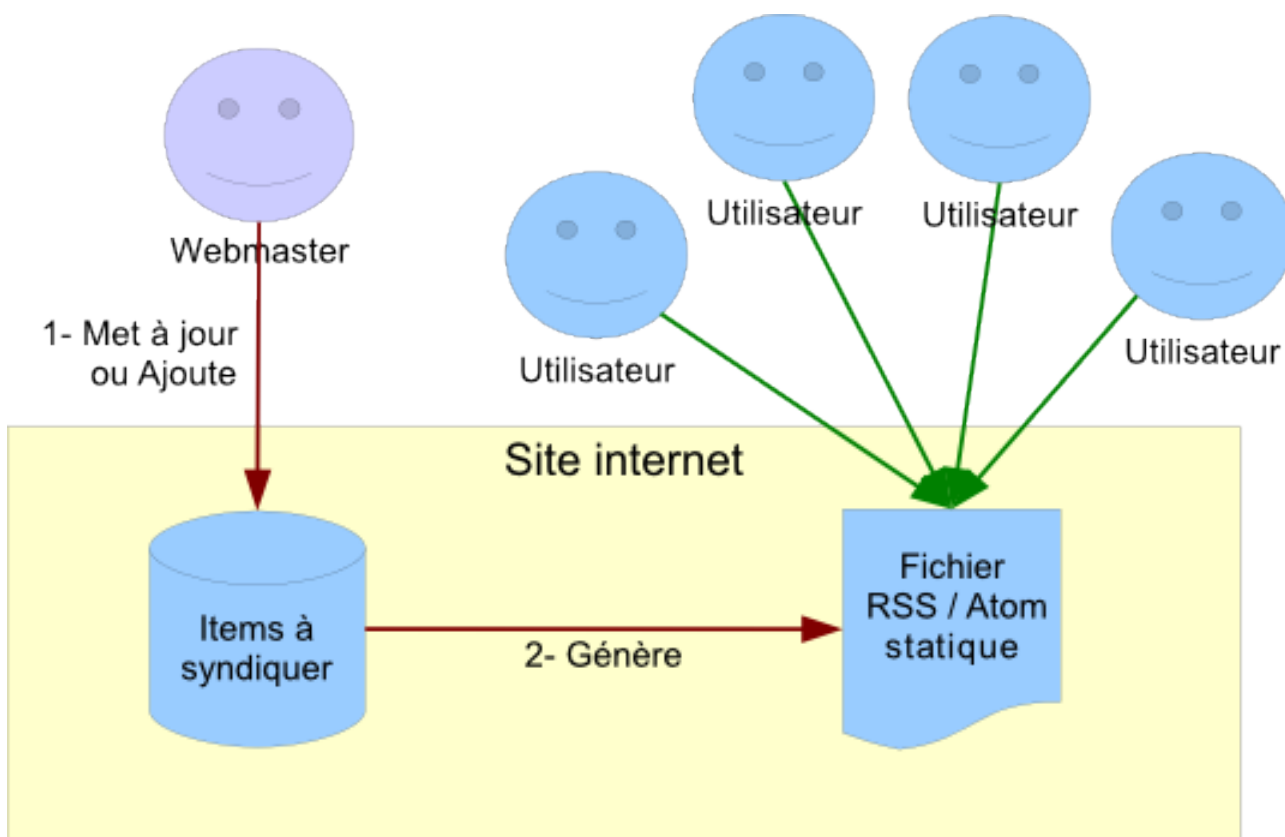 Webmaster
1- Met à jour
ou Ajoute
Utilisateur
Utilisateur
Utilisateur
Utilisateur
Site internet
Items à
syndiquer
2- Génère
Fichier
RSS / Atom
statique